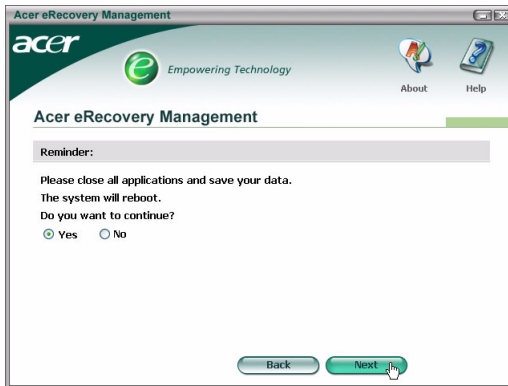 Acer eRecovery Management
acer
e Empowering Technology
About
Help
Acer eRecovery Management
Reminder:
Please close all applications and save your data.
The system will reboot.
Do you want to continue?
Yes No
Back Next